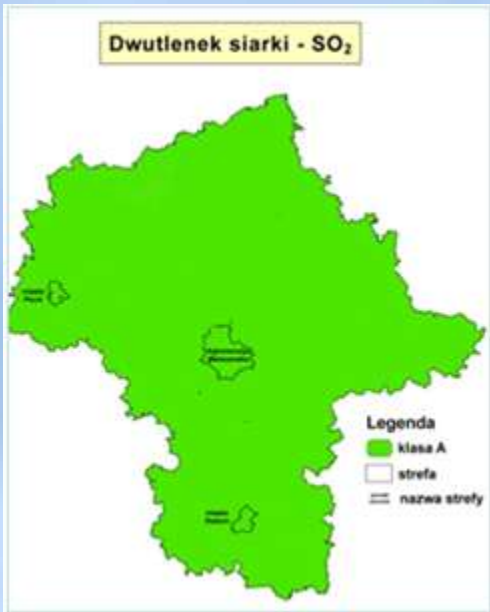 Dwutlenek siarki - SO₂
Legenda
klasa A
strefa
nazwa strefy